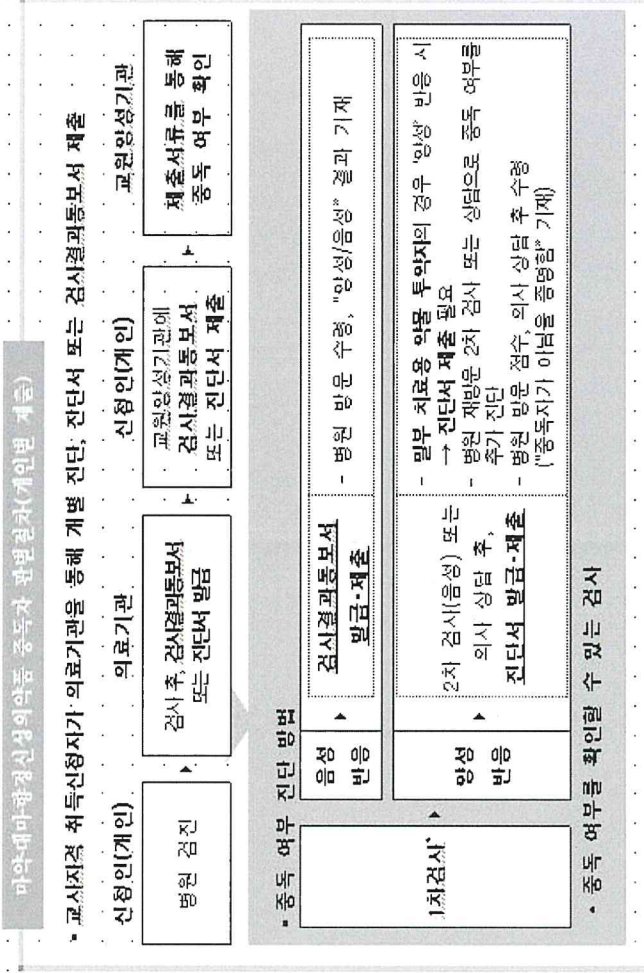 마약·대마·향정신성의약품 중독자 판별절차(개인별 제출)
▪ 교사자격 취득신청자가 의료기관을 통해 개별 진단, 진단서 또는 검사결과통보서 제출
신청인(개인)
병원 검진
의료기관
검사 후, 검사결과통보서
또는 진단서 발급
신청인(개인)
교원양성기관에
검사결과통보서
또는 진단서 제출
교원양성기관
제출서류를 통해
중독 여부 확인
▪ 중독 여부 진단 방법
1차검사*
음성
반응
검사결과통보서
발급·제출
- 병원 방문 수령, "양성/음성" 결과 기재
양성
반응
2차 검사(음성) 또는
의사 상담 후,
진단서 발급·제출
- 일부 치료용 약물 투약자의 경우 '양성' 반응 시
→ 진단서 제출 필요
- 병원 재방문 2차 검사 또는 상담으로 중독 여부를
추가 진단
- 병원 방문 접수, 의사 상담 후 수령
("중독자가 아님을 증명함" 기재)
* 중독 여부를 확인할 수 있는 검사